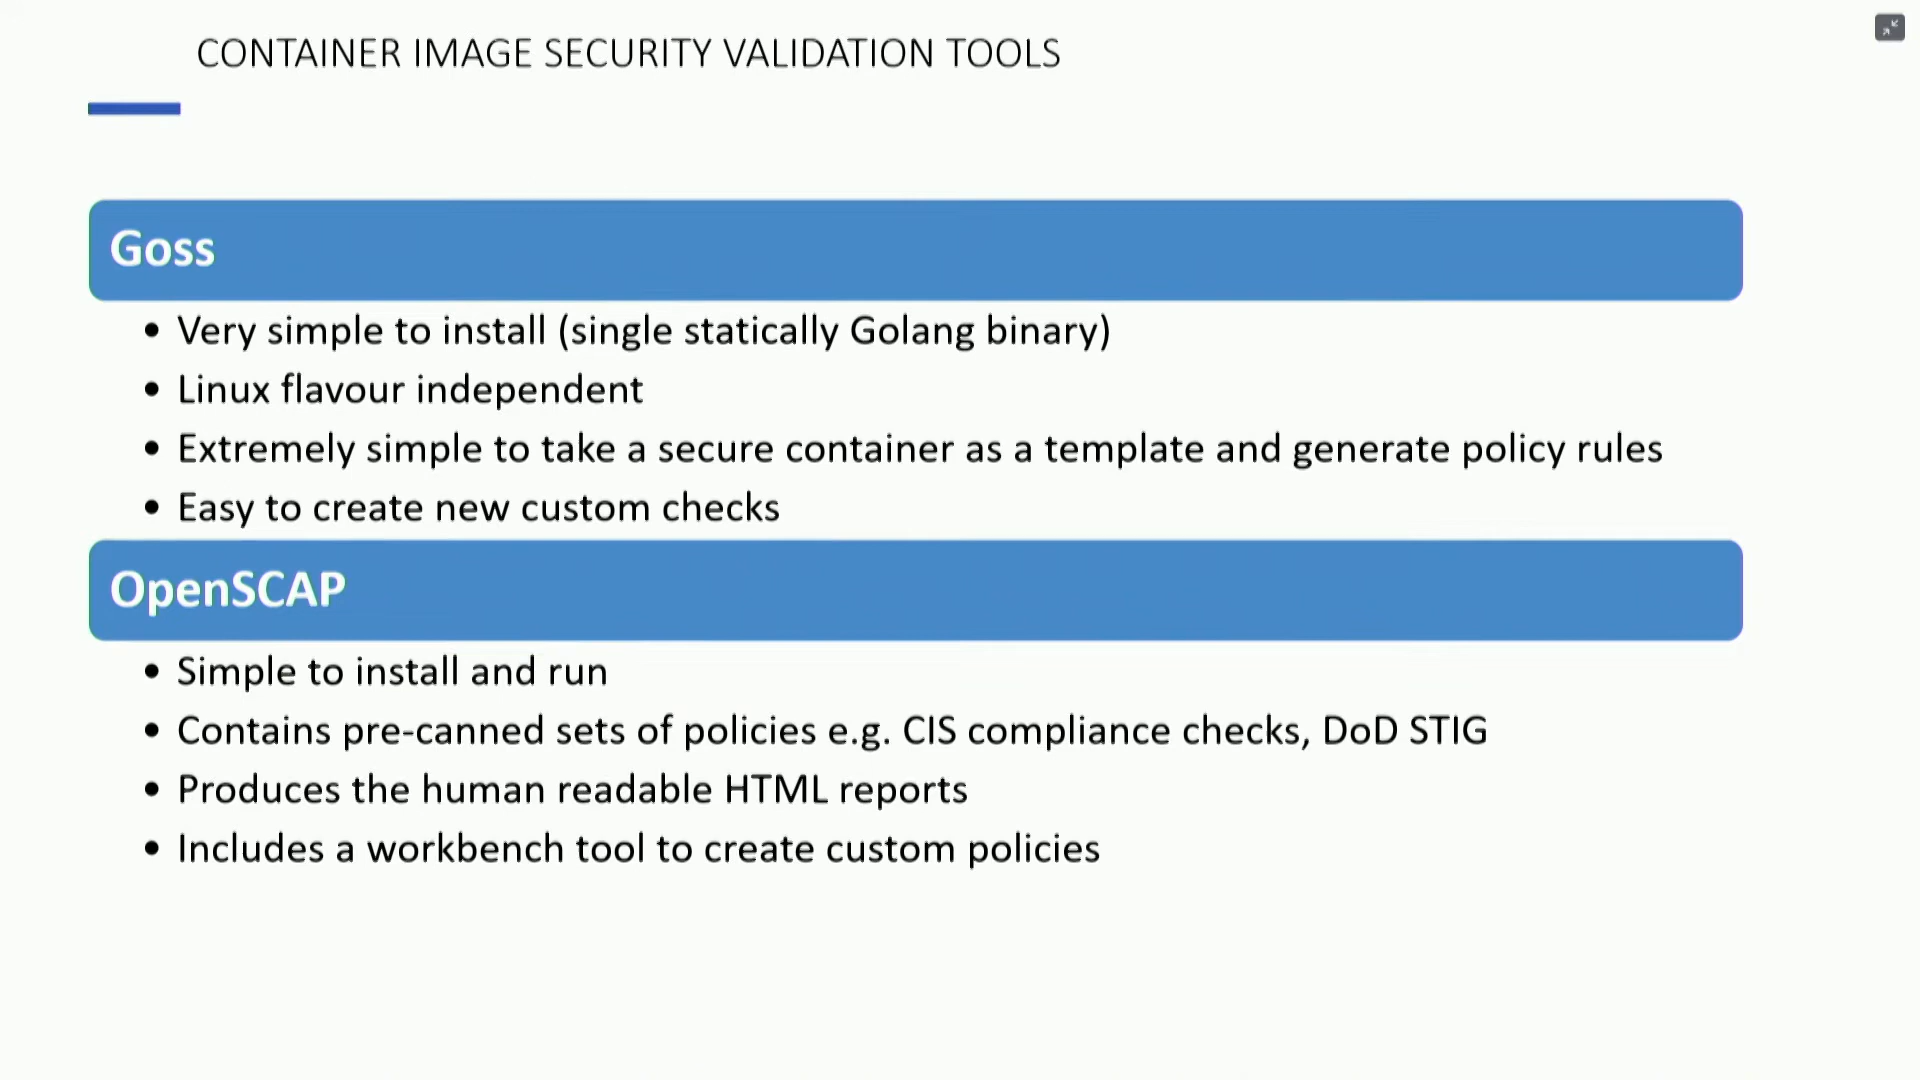 CONTAINER IMAGE SECURITY VALIDATION TOOLS
Goss
• Very simple to install (single statically Golang binary)
• Linux flavour independent
• Extremely simple to take a secure container as a template and generate policy rules
• Easy to create new custom checks
OpenSCAP
• Simple to install and run
• Contains pre-canned sets of policies e.g. CIS compliance checks, DoD STIG
• Produces the human readable HTML reports
• Includes a workbench tool to create custom policies